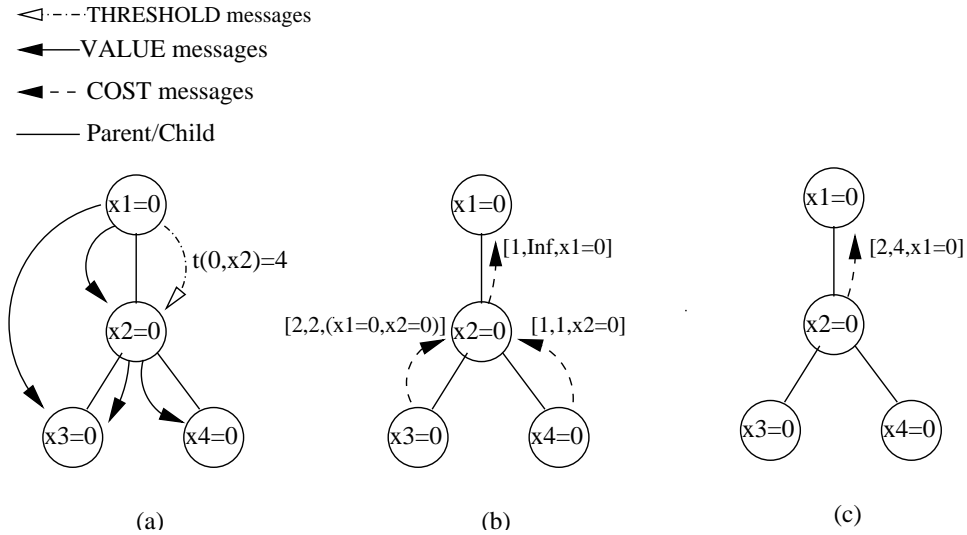 THRESHOLD messages
VALUE messages
COST messages
Parent/Child
x1=0
t(0,x2)=4
x2=0
x3=0
x4=0
(a)
x1=0
[1,Inf,x1=0]
[2,2,(x1=0,x2=0)]
x2=0
[1,1,x2=0]
x3=0
x4=0
(b)
x1=0
[2,4,x1=0]
x2=0
x3=0
x4=0
(c)